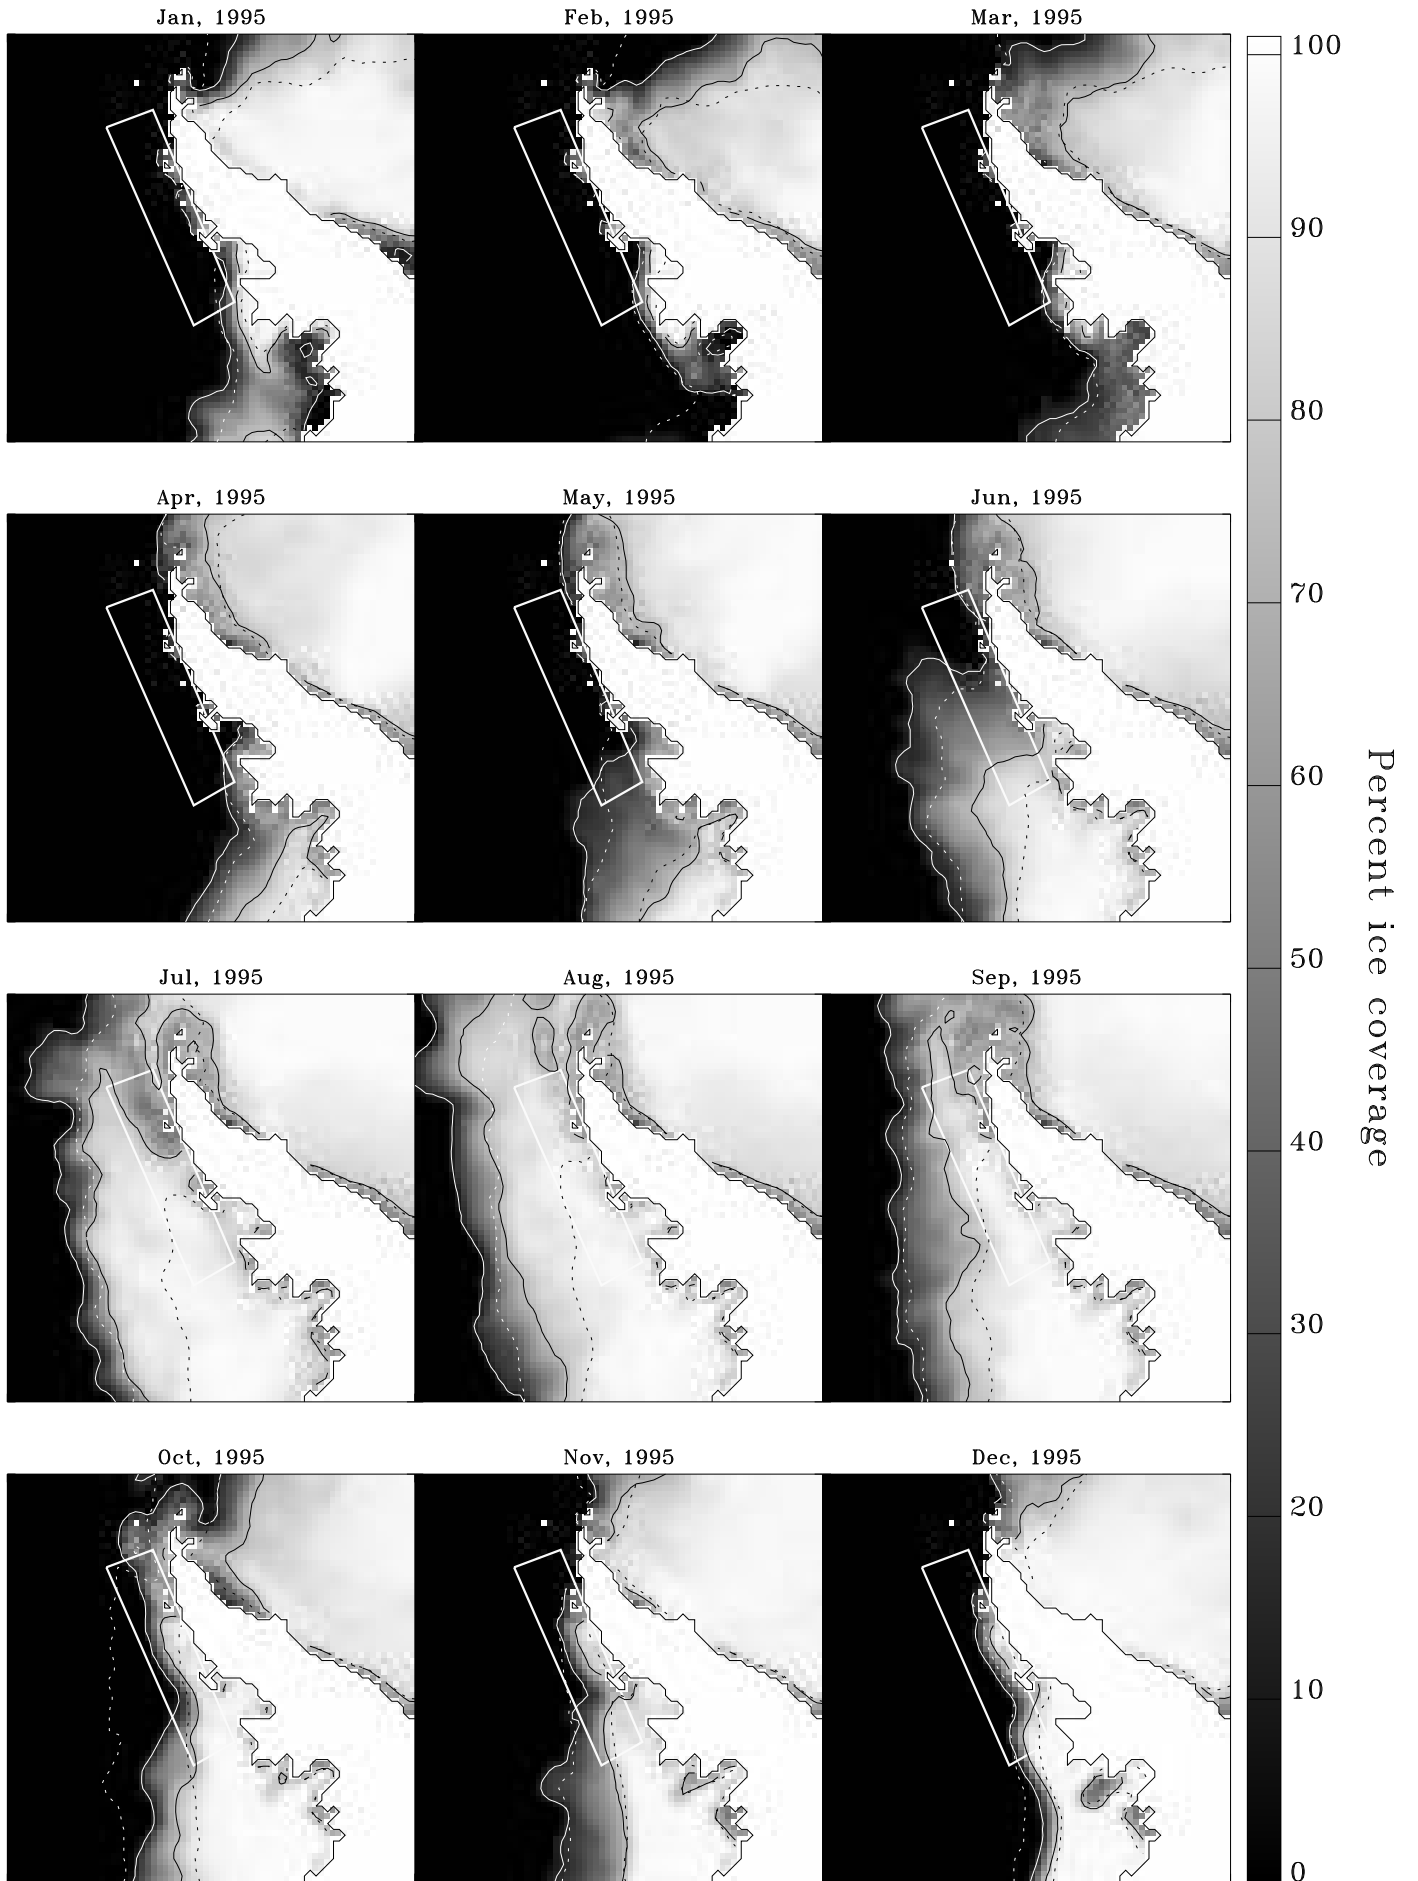 Jan, 1995
Feb, 1995
Mar, 1995
Apr, 1995
May, 1995
Jun, 1995
Jul, 1995
Aug, 1995
Sep, 1995
Oct, 1995
Nov, 1995
Dec, 1995
100
90
80
70
60
50
40
30
20
10
0
Percent ice coverage